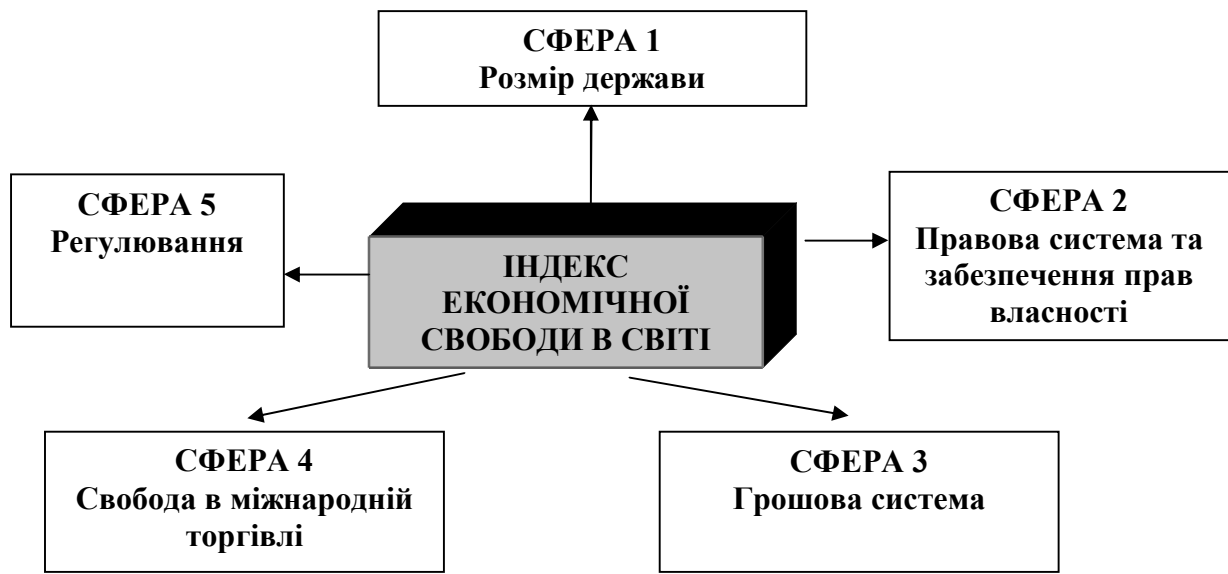 СФЕРА 1
Розмір держави
СФЕРА 5
Регулювання
СФЕРА 2
Правова система та
забезпечення прав
власності
ІНДЕКС
ЕКОНОМІЧНОЇ
СВОБОДИ В СВІТІ
СФЕРА 4
Свобода в міжнародній
торгівлі
СФЕРА 3
Грошова система